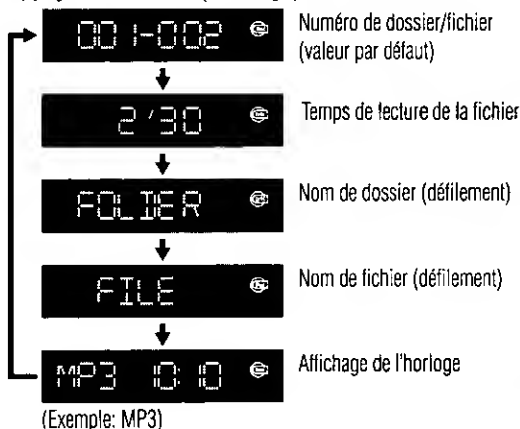 001-002
Numéro de dossier/fichier
(valeur par défaut)
2'30
Temps de lecture de la fichier
FOLDER
Nom de dossier (défilement)
FILE
Nom de fichier (défilement)
MP3 10:10
Affichage de l'horloge
(Exemple: MP3)